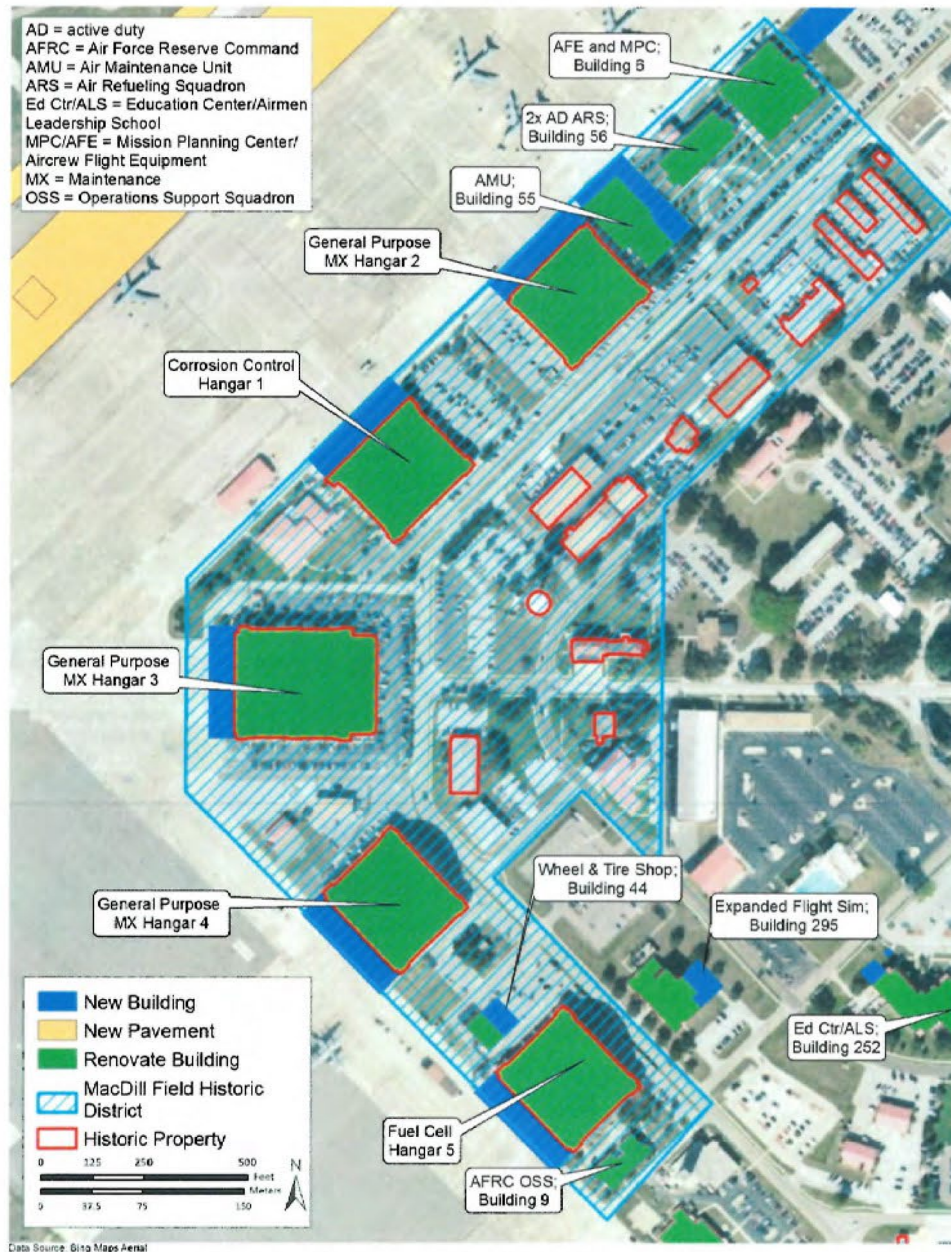 AD = active duty
AFRC = Air Force Reserve Command
AMU = Air Maintenance Unit
ARS = Air Refueling Squadron
Ed Ctr/ALS = Education Center/Airmen
Leadership School
MPC/AFE = Mission Planning Center/
Aircrew Flight Equipment
MX = Maintenance
OSS = Operations Support Squadron
AFE and MPC;
Building 6
2x AD ARS;
Building 56
AMU;
Building 55
General Purpose
MX Hangar 2
Corrosion Control
Hangar 1
General Purpose
MX Hangar 3
General Purpose
MX Hangar 4
Wheel & Tire Shop;
Building 44
Expanded Flight Sim;
Building 295
Ed Ctr/ALS;
Building 252
Fuel Cell
Hangar 5
AFRC OSS;
Building 9
New Building
New Pavement
Renovate Building
MacDill Field Historic
District
Historic Property
0 125 250 500
Feet
Meters
0 37.5 75 150
N
Data Source: Bing Maps Aerial